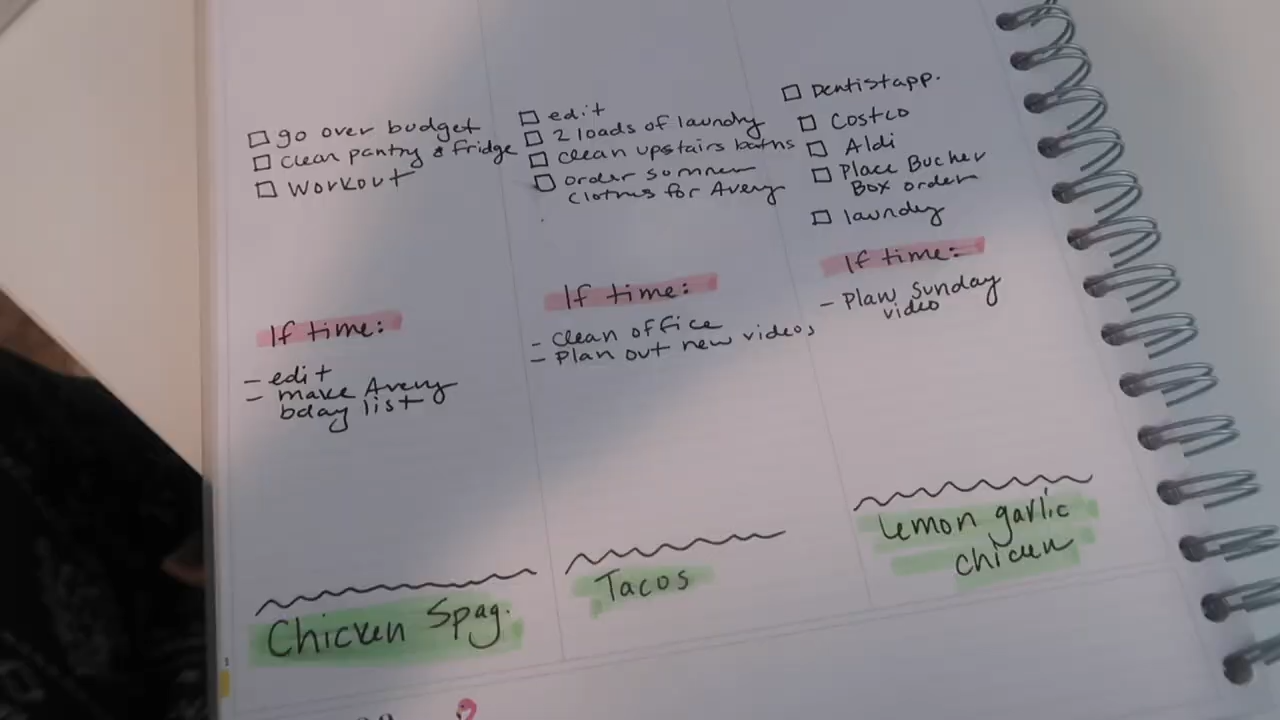 go over budget
clean pantry & fridge
workout
If time:
- edit
- make Avery
bday list
Chicken Spag.
edit
2 loads of laundry
clean upstairs baths
order summer
clothes for Avery
If time:
- clean office
- Plan out new videos
Tacos
Dentist app.
Costco
Aldi
Place Bucher
Box order
laundry
If time:
- Plan Sunday
video
Lemon garlic
chicken